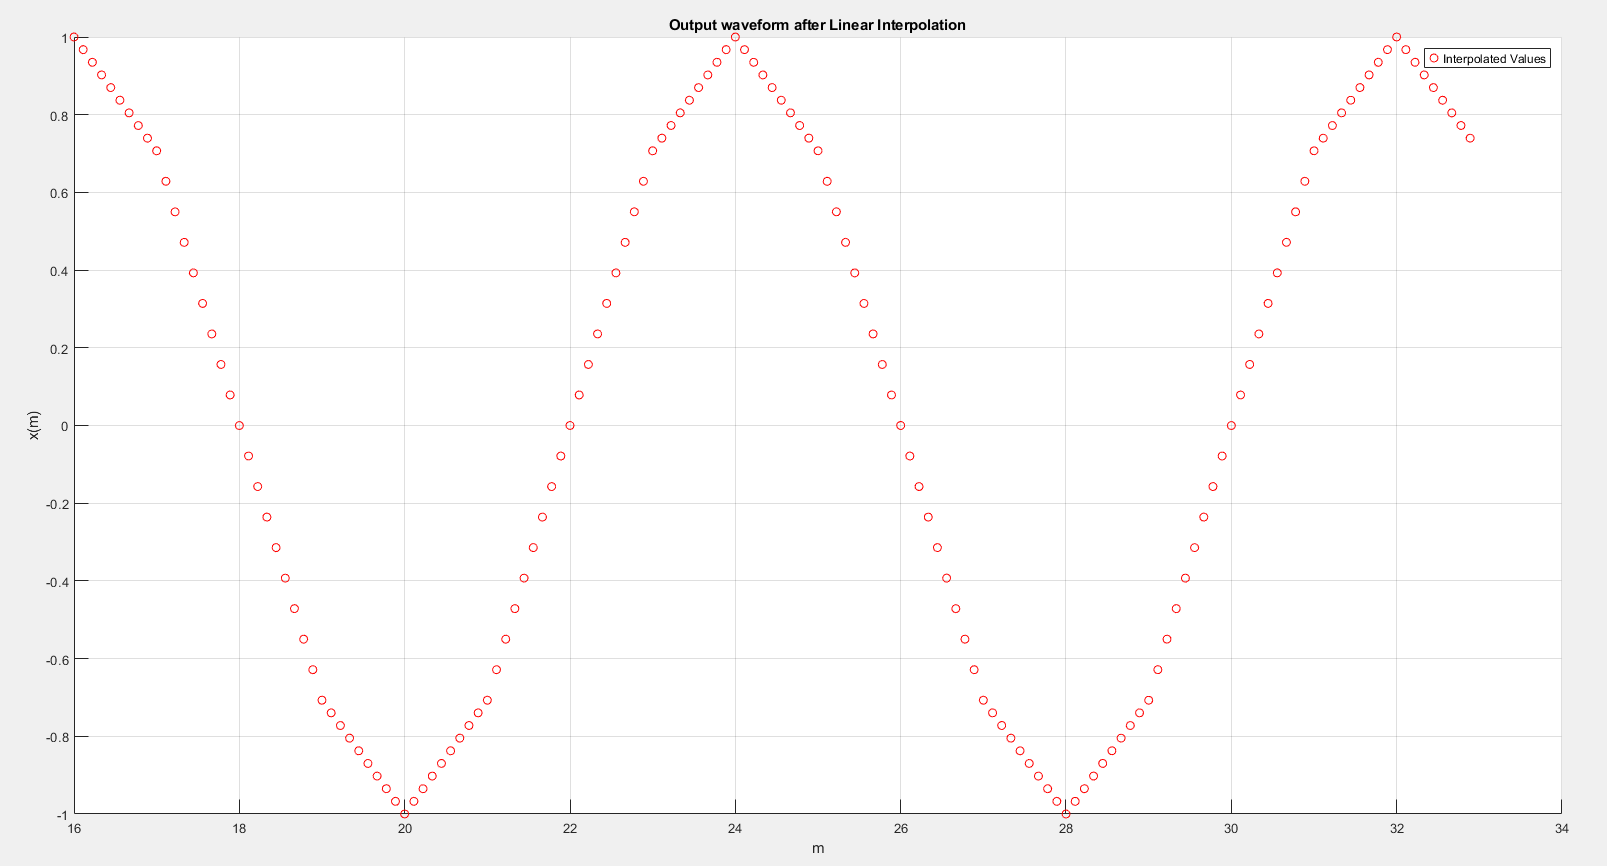 Output waveform after Linear Interpolation
Interpolated Values
1
0.8
0.6
0.4
0.2
0
-0.2
-0.4
-0.6
-0.8
-1
x(m)
16 18 20 22 24 26 28 30 32 34
m